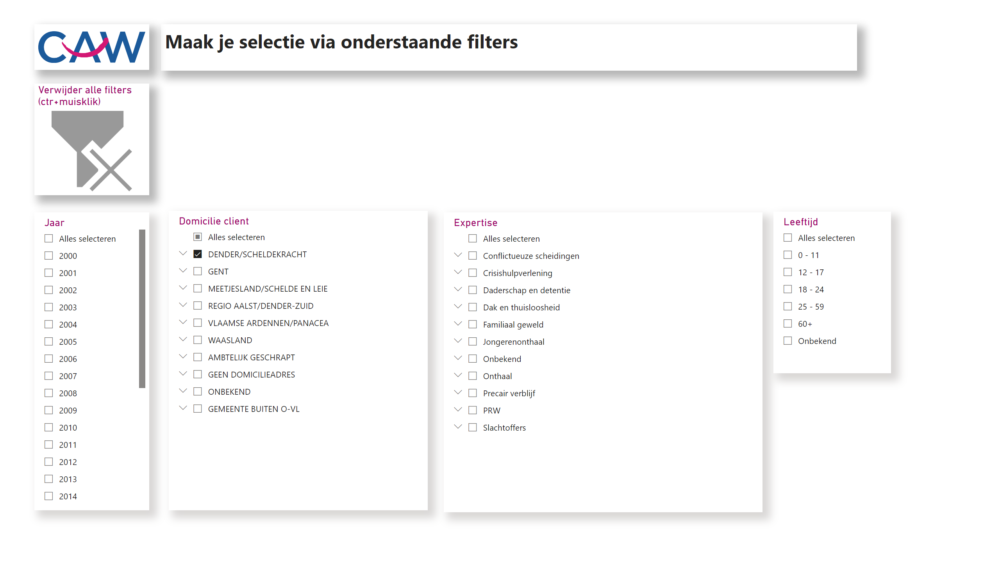 CAW
Maak je selectie via onderstaande filters
Verwijder alle filters
(ctr+muisklik)
Jaar
Alles selecteren
2000
2001
2002
2003
2004
2005
2006
2007
2008
2009
2010
2011
2012
2013
2014
Domicilie client
Alles selecteren
DENDER/SCHELDEKRACHT
GENT
MEETJESLAND/SCHELDE EN LEIE
REGIO AALST/DENDER-ZUID
VLAAMSE ARDENNEN/PANACEA
WAASLAND
AMBTELIJK GESCHRAPT
GEEN DOMICILIEADRES
ONBEKEND
GEMEENTE BUITEN O-VL
Expertise
Alles selecteren
Conflictueuze scheidingen
Crisishulpverlening
Daderschap en detentie
Dak en thuisloosheid
Familiaal geweld
Jongerenonthaal
Onbekend
Onthaal
Precair verblijf
PRW
Slachtoffers
Leeftijd
Alles selecteren
0 - 11
12 - 17
18 - 24
25 - 59
60+
Onbekend